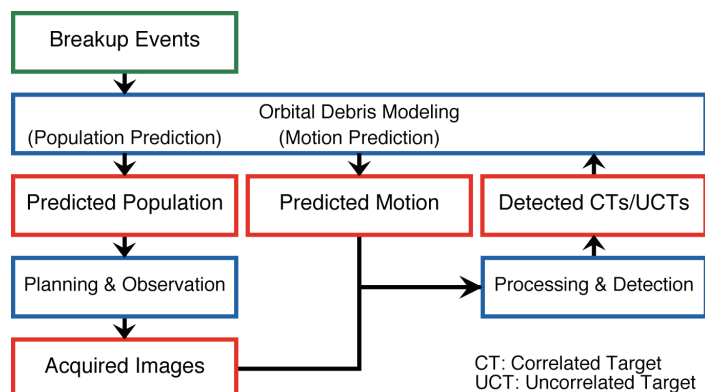 Breakup Events
Orbital Debris Modeling
(Population Prediction) (Motion Prediction)
Predicted Population Predicted Motion Detected CTs/UCTs
Planning & Observation Processing & Detection
Acquired Images
CT: Correlated Target
UCT: Uncorrelated Target